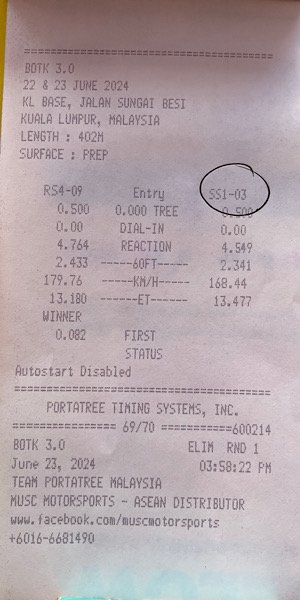 ========================================
BOTK 3.0
22 & 23 JUNE 2024
KL BASE, JALAN SUNGAI BESI
KUALA LUMPUR, MALAYSIA
LENGTH : 402M
SURFACE : PREP
RS4-09 Entry SS1-03
0.500 0.000 TREE 0.500
0.00 DIAL-IN 0.00
4.764 REACTION 4.549
2.433 -----60FT----- 2.341
179.76 -----KM/H----- 168.44
13.180 ------ET------ 13.477
WINNER
0.082 FIRST
STATUS
Autostart Disabled
========================================
PORTATREE TIMING SYSTEMS, INC.
================ 69/70 ===========600214
BOTK 3.0 ELIM RND 1
June 23, 2024 03:58:22 PM
TEAM PORTATREE MALAYSIA
MUSC MOTORSPORTS - ASEAN DISTRIBUTOR
www.facebook.com/muscmotorsports
+6016-6681490